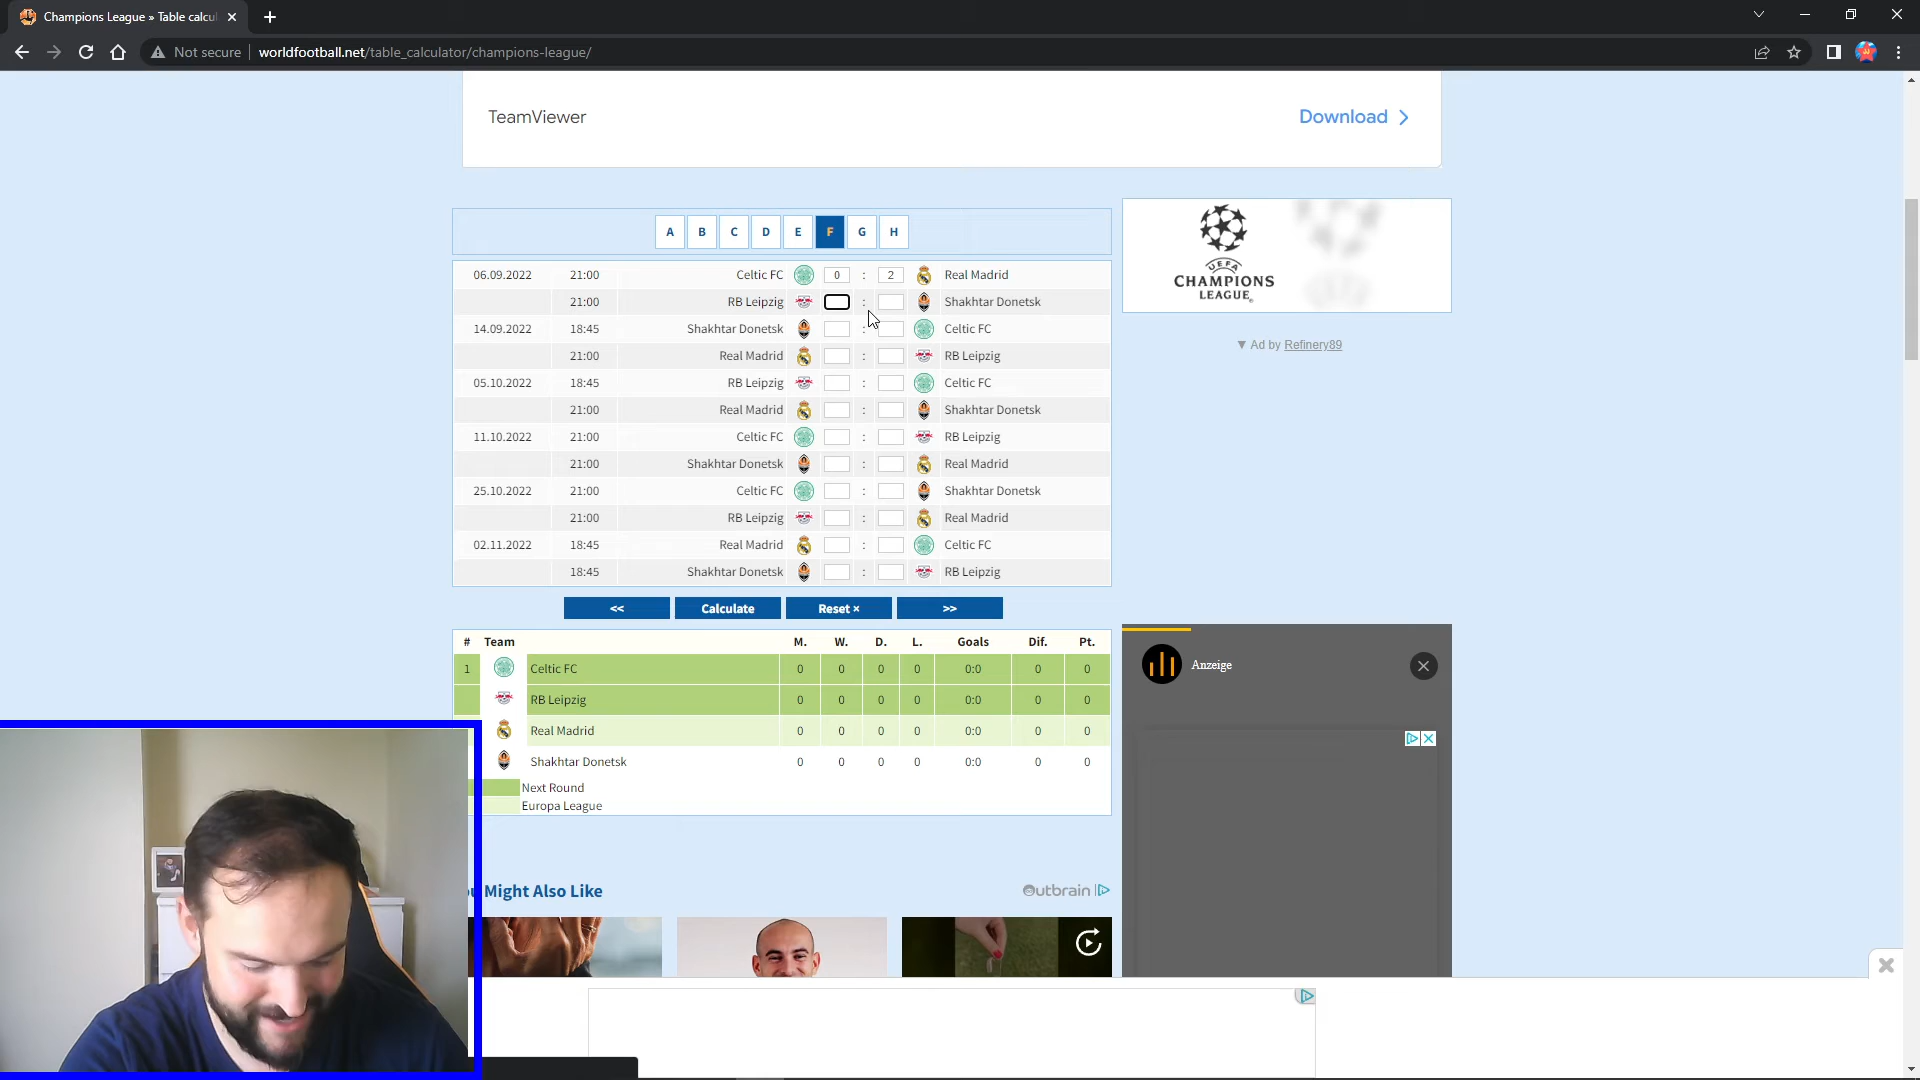 Champions League » Table calcu
Not secure worldfootball.net/table_calculator/champions-league/
TeamViewer Download
A B C D E F G H
06.09.2022 21:00 Celtic FC 0 : 2 Real Madrid
21:00 RB Leipzig : Shakhtar Donetsk
14.09.2022 18:45 Shakhtar Donetsk : Celtic FC
21:00 Real Madrid : RB Leipzig
05.10.2022 18:45 RB Leipzig : Celtic FC
21:00 Real Madrid : Shakhtar Donetsk
11.10.2022 21:00 Celtic FC : RB Leipzig
21:00 Shakhtar Donetsk : Real Madrid
25.10.2022 21:00 Celtic FC : Shakhtar Donetsk
21:00 RB Leipzig : Real Madrid
02.11.2022 18:45 Real Madrid : Celtic FC
18:45 Shakhtar Donetsk : RB Leipzig
<< Calculate Reset × >>
# Team M. W. D. L. Goals Dif. Pt.
1 Celtic FC 0 0 0 0 0:0 0 0
RB Leipzig 0 0 0 0 0:0 0 0
Real Madrid 0 0 0 0 0:0 0 0
Shakhtar Donetsk 0 0 0 0 0:0 0 0
Next Round
Europa League
Might Also Like
Outbrain
UEFA
CHAMPIONS
LEAGUE
▼ Ad by Refinery89
Anzeige